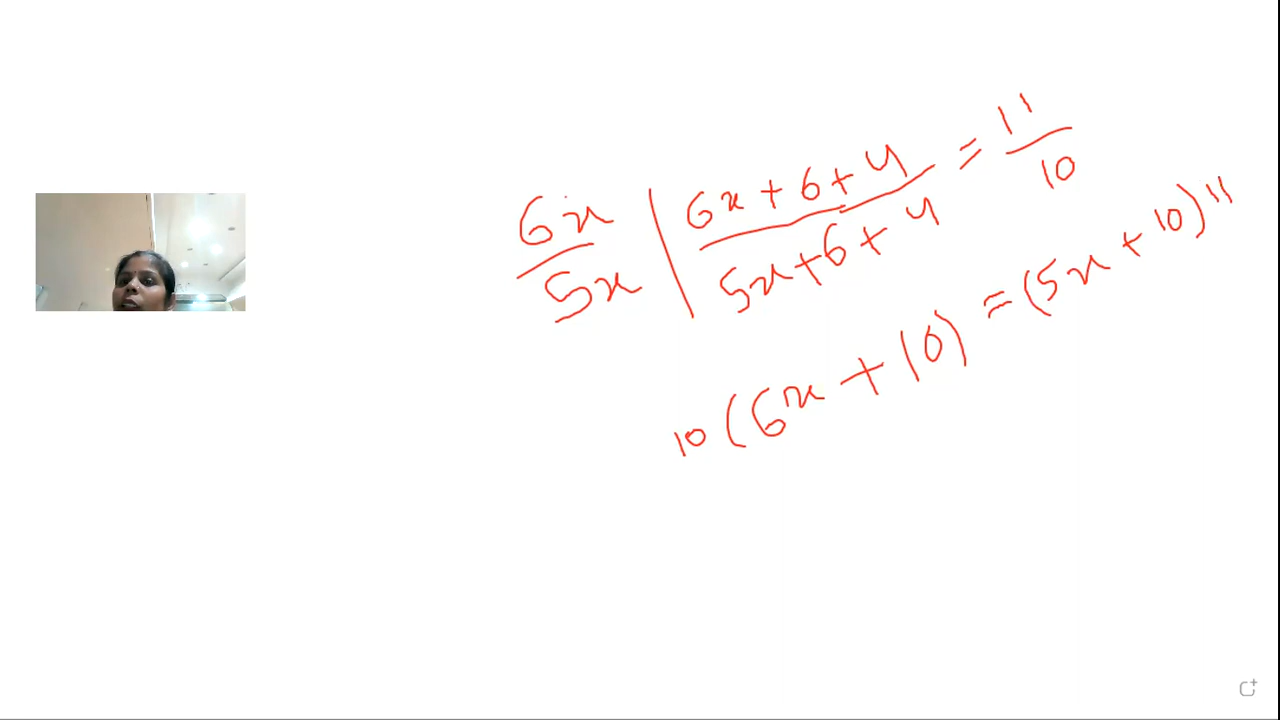 6x/5x | (6x + 6 + 4)/(5x + 6 + 4) = 11/10
10 (6x + 10) = (5x + 10) 11